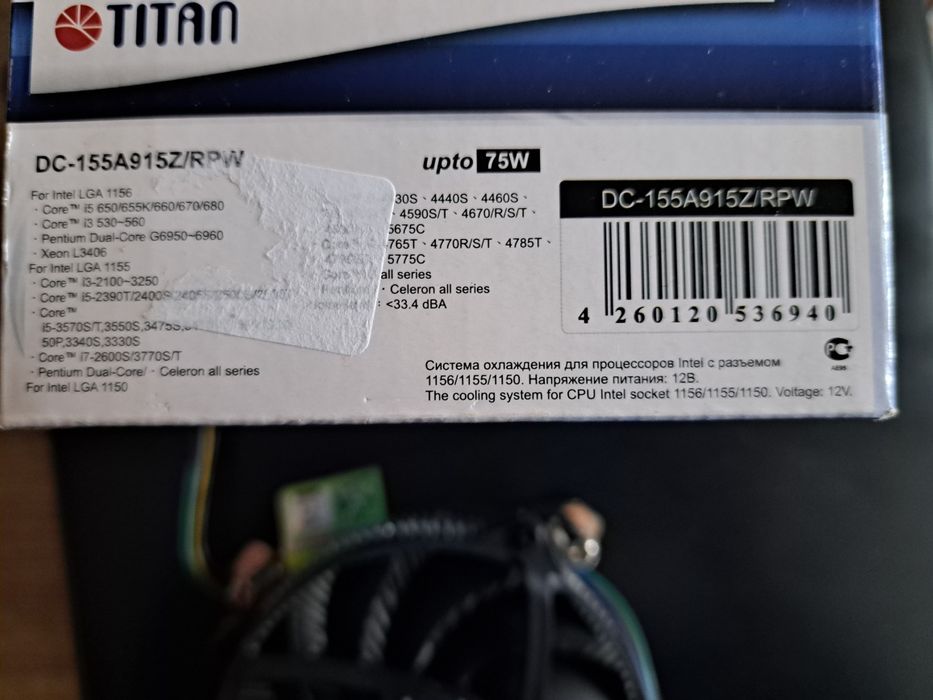 TITAN
DC-155A915Z/RPW
For Intel LGA 1156
· Core™ i5 650/655K/660/670/680
· Core™ i3 530~560
· Pentium Dual-Core G6950~6960
· Xeon L3406
For Intel LGA 1155
· Core™ i3-2100~3250
· Core™ i5-2390T/2400S/
· Core™
i5-3570S/T,3550S,3475S,
50P,3340S,3330S
· Core™ i7-2600S/3770S/T
· Pentium Dual-Core/ · Celeron all series
For Intel LGA 1150
upto 75W
30S、4440S、4460S、
、4590S/T、4670/R/S/T、
5675C
765T、4770R/S/T、4785T、
5775C
all series
· Celeron all series
: <33.4 dBA
DC-155A915Z/RPW
4 260120 536940
Система охлаждения для процессоров Intel с разъемом
1156/1155/1150. Напряжение питания: 12В.
The cooling system for CPU Intel socket 1156/1155/1150. Voltage: 12V.